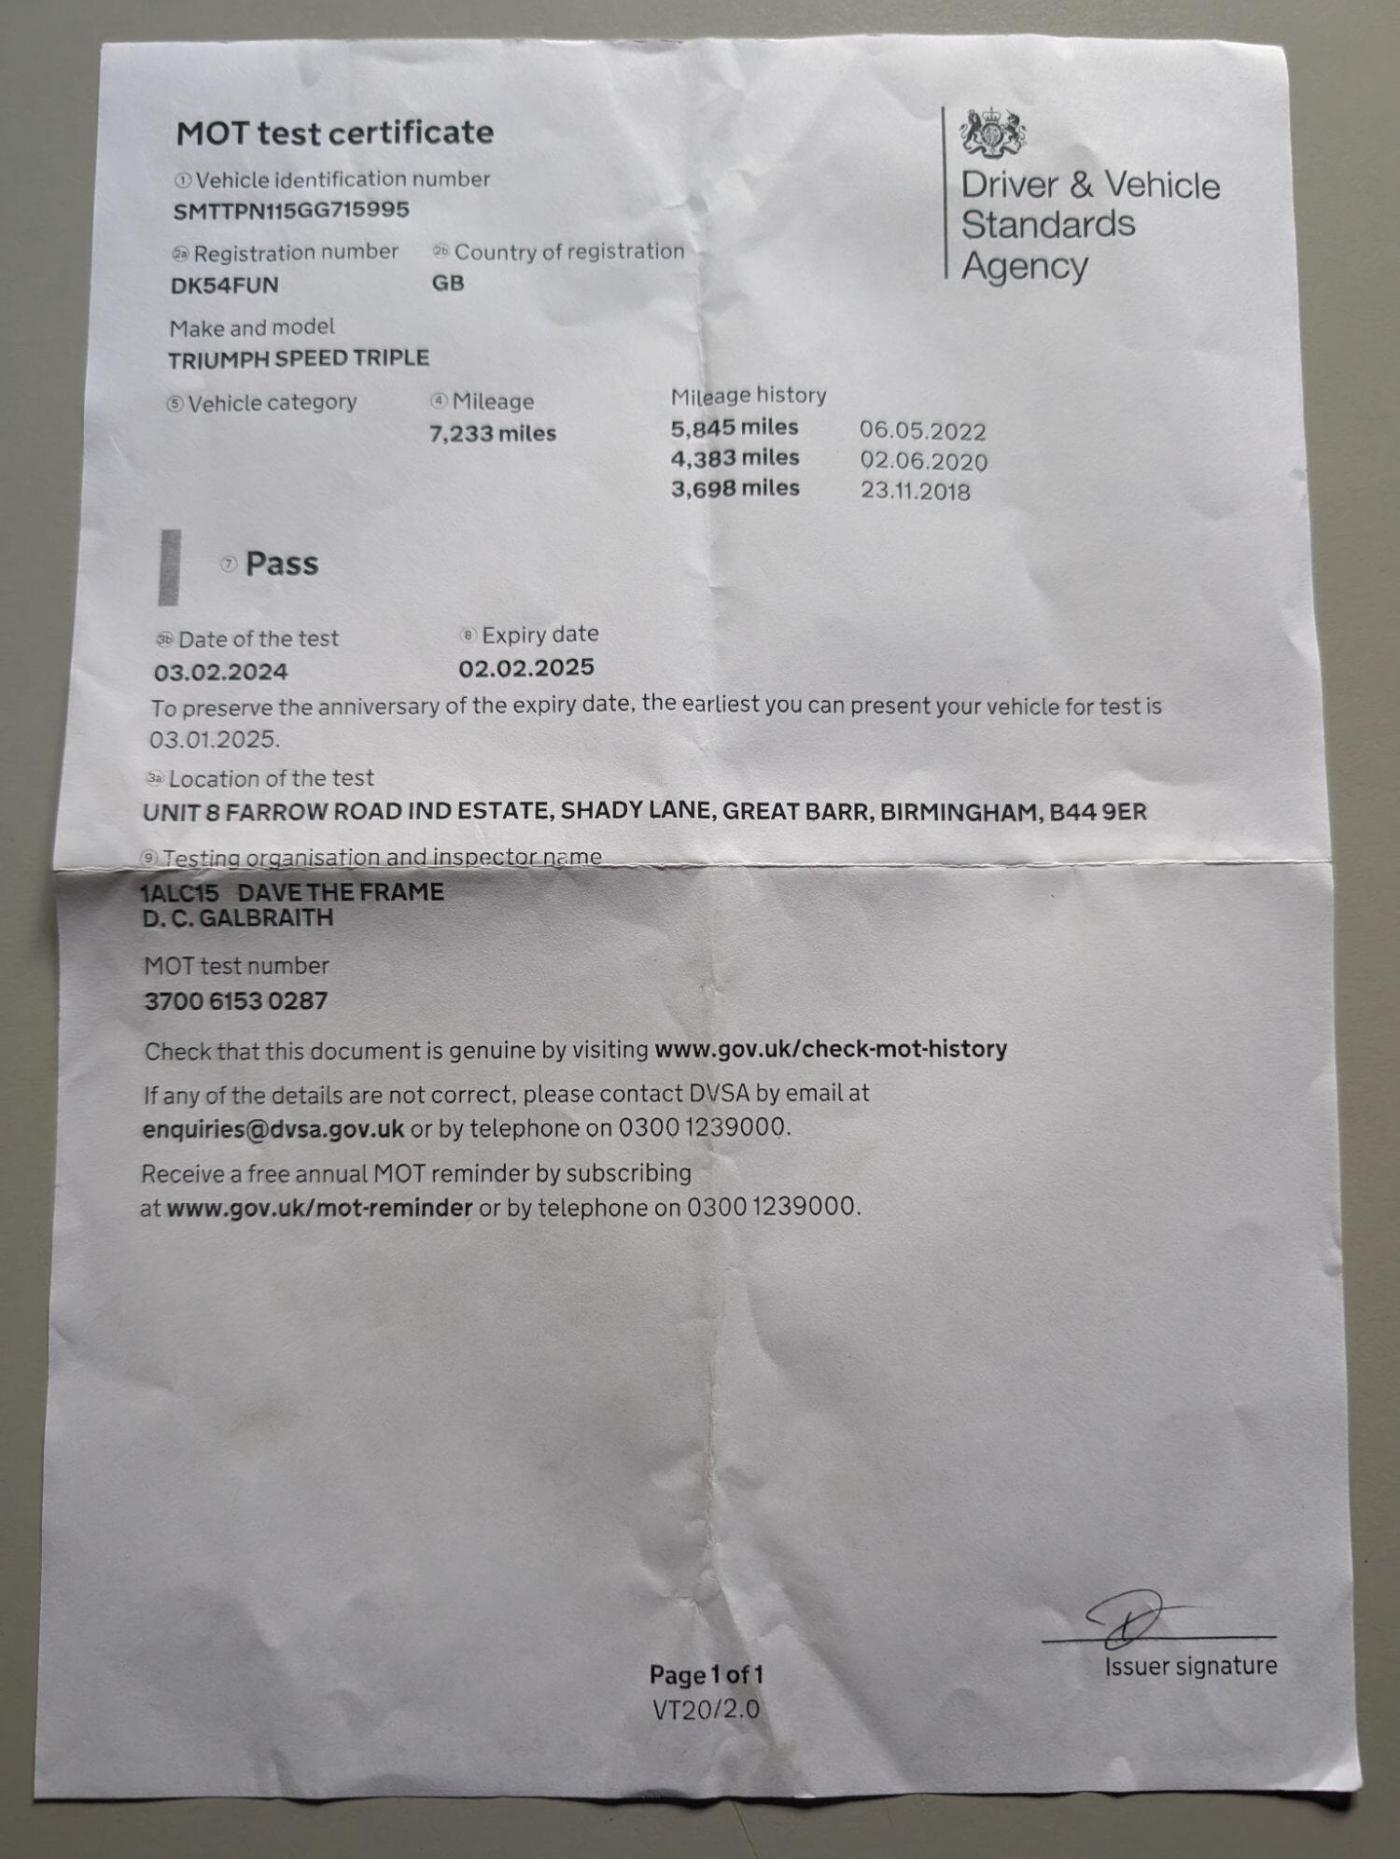 MOT test certificate
① Vehicle identification number
SMTTPN115GG715995
2a Registration number 2b Country of registration
DK54FUN GB
Make and model
TRIUMPH SPEED TRIPLE
⑤ Vehicle category ④ Mileage Mileage history
7,233 miles 5,845 miles 06.05.2022
4,383 miles 02.06.2020
3,698 miles 23.11.2018
Driver & Vehicle
Standards
Agency
⑦ Pass
3b Date of the test ⑧ Expiry date
03.02.2024 02.02.2025
To preserve the anniversary of the expiry date, the earliest you can present your vehicle for test is
03.01.2025.
3a Location of the test
UNIT 8 FARROW ROAD IND ESTATE, SHADY LANE, GREAT BARR, BIRMINGHAM, B44 9ER
⑨ Testing organisation and inspector name
1ALC15 DAVE THE FRAME
D. C. GALBRAITH
MOT test number
3700 6153 0287
Check that this document is genuine by visiting www.gov.uk/check-mot-history
If any of the details are not correct, please contact DVSA by email at
enquiries@dvsa.gov.uk or by telephone on 0300 1239000.
Receive a free annual MOT reminder by subscribing
at www.gov.uk/mot-reminder or by telephone on 0300 1239000.
Issuer signature
Page 1 of 1
VT20/2.0